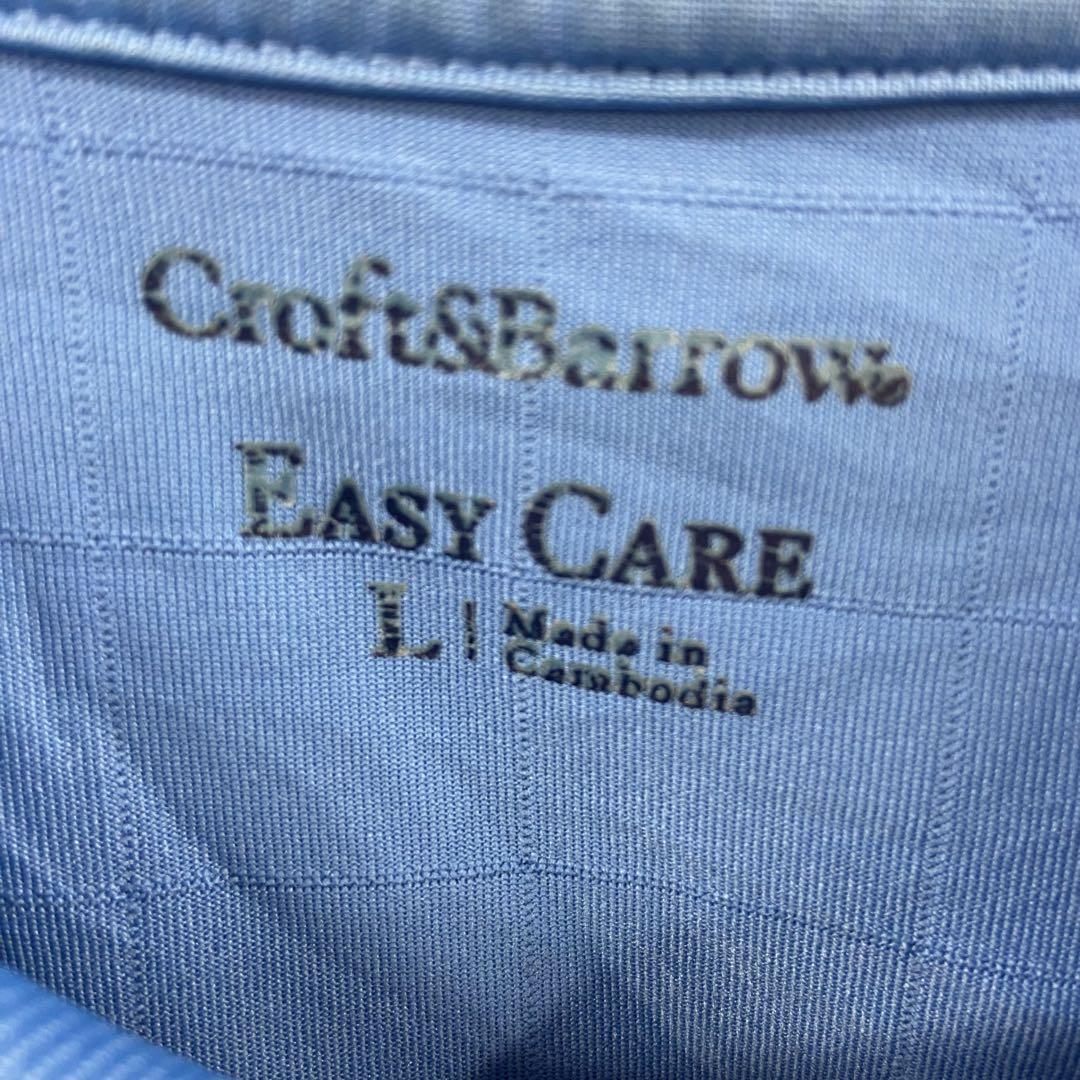 Croft&Barrow®
EASY CARE
L | Made in
Cambodia